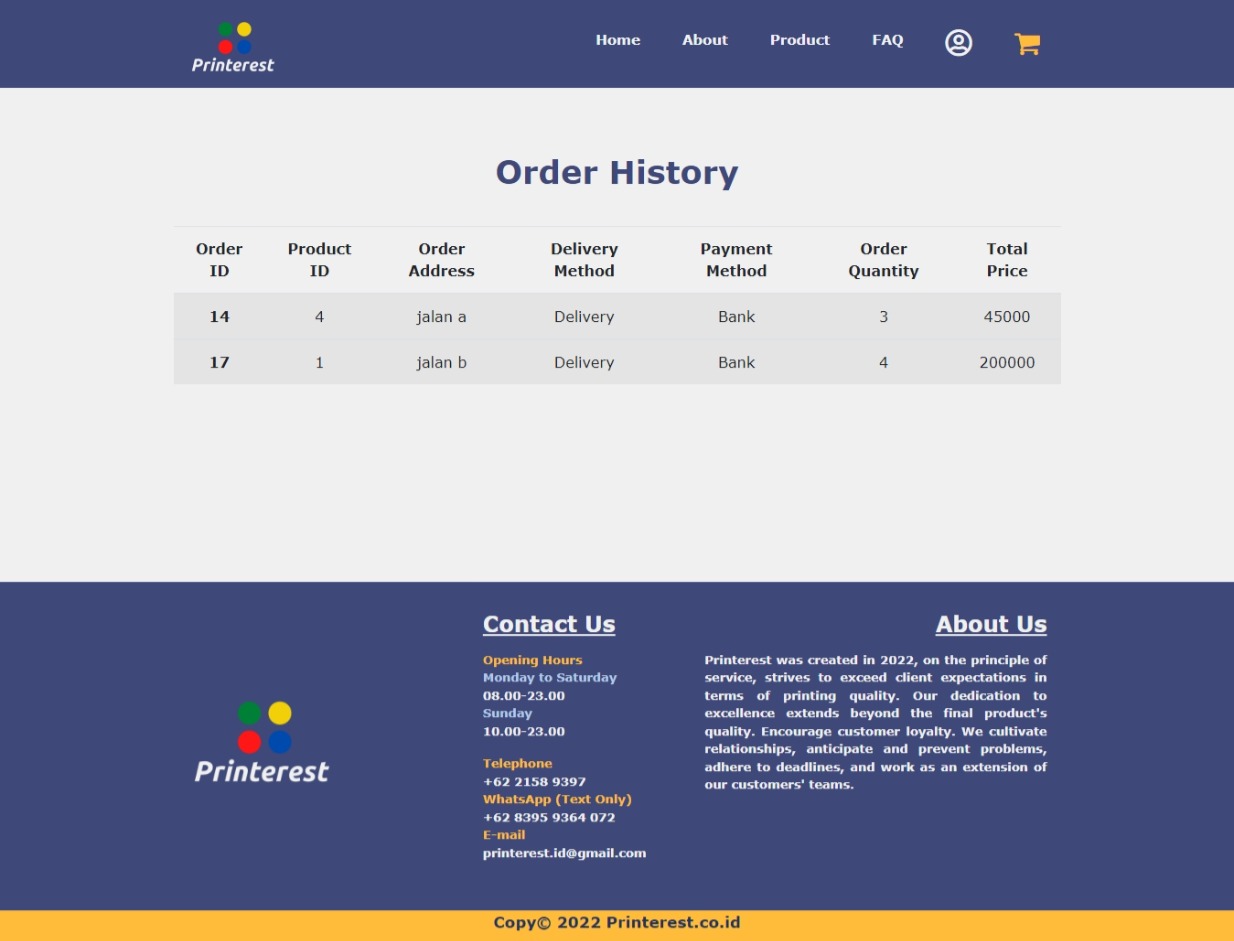 Printerest
Home About Product FAQ
Order History
Order ID Product ID Order Address Delivery Method Payment Method Order Quantity Total Price
14 4 jalan a Delivery Bank 3 45000
17 1 jalan b Delivery Bank 4 200000
Printerest
Contact Us
Opening Hours
Monday to Saturday
08.00-23.00
Sunday
10.00-23.00
Telephone
+62 2158 9397
WhatsApp (Text Only)
+62 8395 9364 072
E-mail
printerest.id@gmail.com
About Us
Printerest was created in 2022, on the principle of
service, strives to exceed client expectations in
terms of printing quality. Our dedication to
excellence extends beyond the final product's
quality. Encourage customer loyalty. We cultivate
relationships, anticipate and prevent problems,
adhere to deadlines, and work as an extension of
our customers' teams.
Copy© 2022 Printerest.co.id